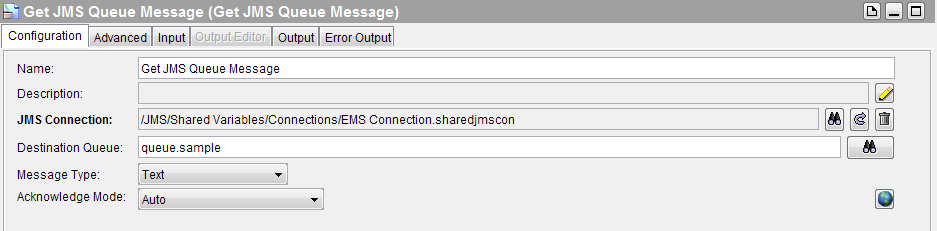 Get JMS Queue Message (Get JMS Queue Message)
Configuration Advanced Input Output Editor Output Error Output
Name: Get JMS Queue Message
Description:
JMS Connection: /JMS/Shared Variables/Connections/EMS Connection.sharedjmscon
Destination Queue: queue.sample
Message Type: Text
Acknowledge Mode: Auto